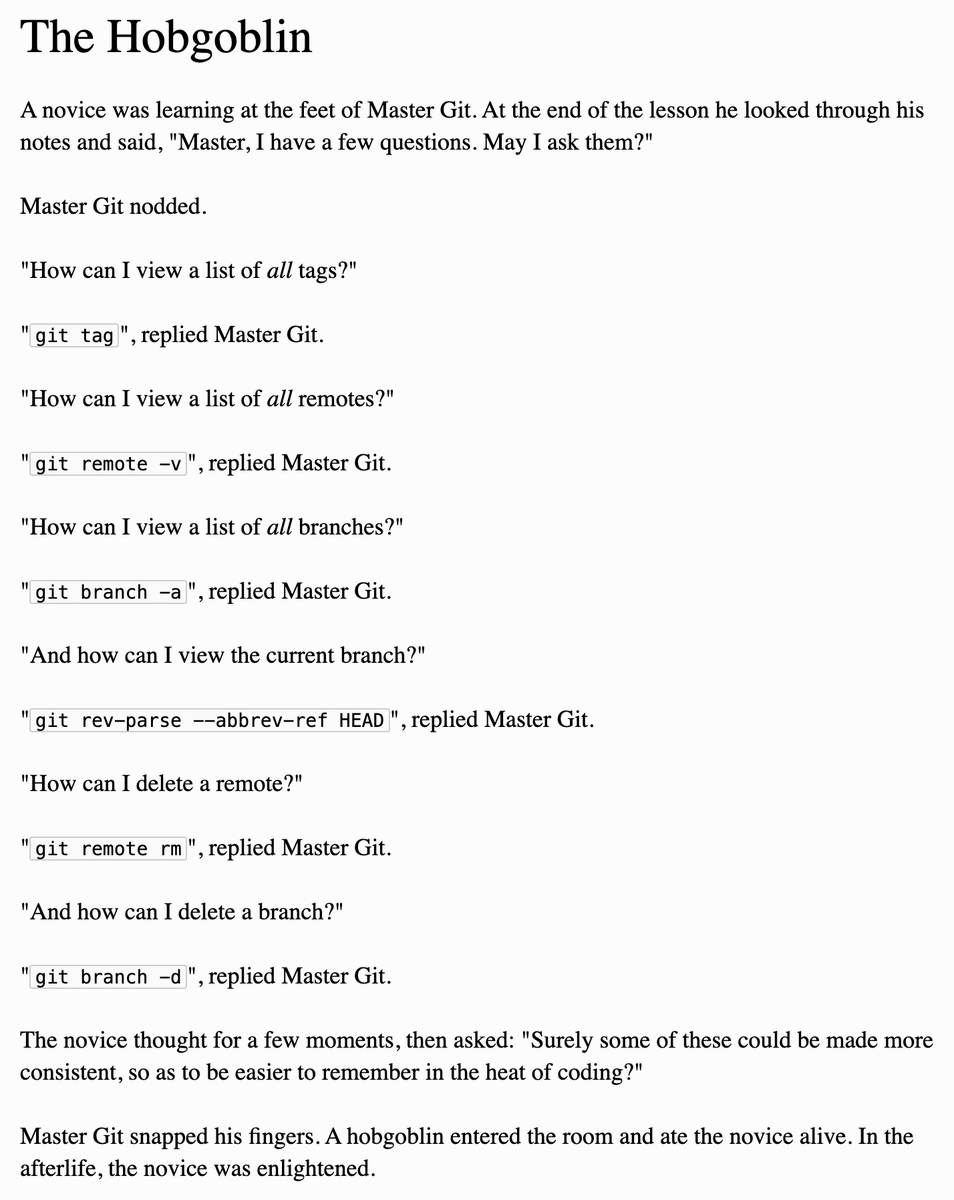 The Hobgoblin
A novice was learning at the feet of Master Git. At the end of the lesson he looked through his
notes and said, "Master, I have a few questions. May I ask them?"
Master Git nodded.
"How can I view a list of all tags?"
"git tag", replied Master Git.
"How can I view a list of all remotes?"
"git remote -v", replied Master Git.
"How can I view a list of all branches?"
"git branch -a", replied Master Git.
"And how can I view the current branch?"
"git rev-parse --abbrev-ref HEAD", replied Master Git.
"How can I delete a remote?"
"git remote rm", replied Master Git.
"And how can I delete a branch?"
"git branch -d", replied Master Git.
The novice thought for a few moments, then asked: "Surely some of these could be made more
consistent, so as to be easier to remember in the heat of coding?"
Master Git snapped his fingers. A hobgoblin entered the room and ate the novice alive. In the
afterlife, the novice was enlightened.